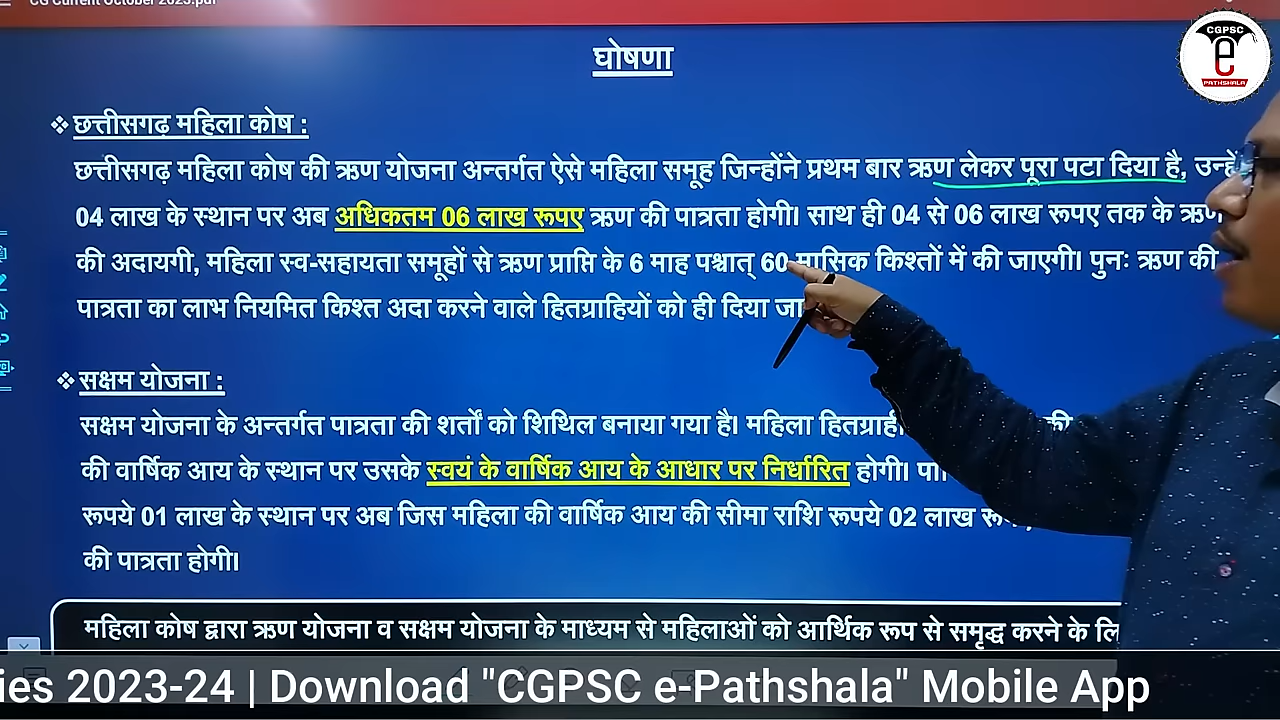 CG Current October 2023.pdf
CGPSC
e
PATHSHALA
घोषणा
❖ छत्तीसगढ़ महिला कोष :
छत्तीसगढ़ महिला कोष की ऋण योजना अन्तर्गत ऐसे महिला समूह जिन्होंने प्रथम बार ऋण लेकर पूरा पटा दिया है, उन्हें
04 लाख के स्थान पर अब अधिकतम 06 लाख रूपए ऋण की पात्रता होगी। साथ ही 04 से 06 लाख रूपए तक के ऋण
की अदायगी, महिला स्व-सहायता समूहों से ऋण प्राप्ति के 6 माह पश्चात् 60 मासिक किश्तों में की जाएगी। पुनः ऋण की
पात्रता का लाभ नियमित किश्त अदा करने वाले हितग्राहियों को ही दिया
❖ सक्षम योजना :
सक्षम योजना के अन्तर्गत पात्रता की शर्तों को शिथिल बनाया गया है। महिला
की वार्षिक आय के स्थान पर उसके स्वयं के वार्षिक आय के आधार पर निर्धारित होगी।
रूपये 01 लाख के स्थान पर अब जिस महिला की वार्षिक आय की सीमा राशि रूपये 02 लाख
की पात्रता होगी।
महिला कोष द्वारा ऋण योजना व सक्षम योजना के माध्यम से महिलाओं को आर्थिक रूप से समृद्ध करने के
ies 2023-24 | Download "CGPSC e-Pathshala" Mobile App